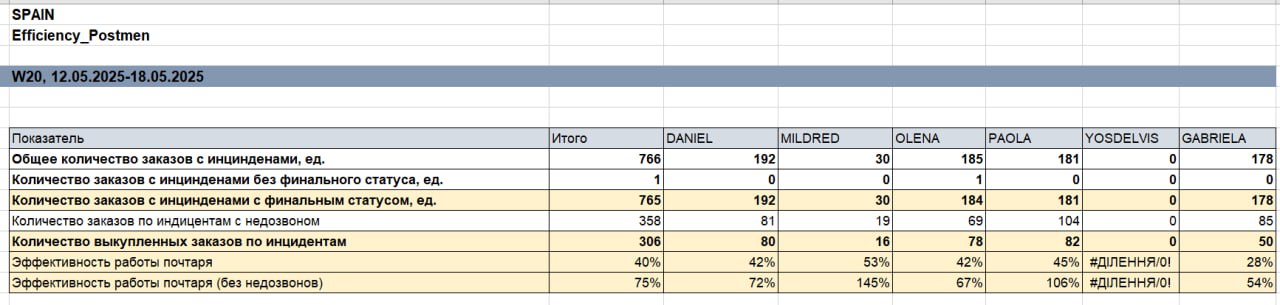 SPAIN
Efficiency_Postmen
W20, 12.05.2025-18.05.2025
Показатель Итого DANIEL MILDRED OLENA PAOLA YOSDELVIS GABRIELA
Общее количество заказов с инцинденами, ед. 766 192 30 185 181 0 178
Количество заказов с инцинденами без финального статуса, ед. 1 0 0 1 0 0 0
Количество заказов с инцинденами с финальным статусом, ед. 765 192 30 184 181 0 178
Количество заказов по индицентам с недозвоном 358 81 19 69 104 0 85
Количество выкупленных заказов по инцидентам 306 80 16 78 82 0 50
Эффективность работы почтаря 40% 42% 53% 42% 45% #ДІЛЕННЯ/0! 28%
Эффективность работы почтаря (без недозвонов) 75% 72% 145% 67% 106% #ДІЛЕННЯ/0! 54%